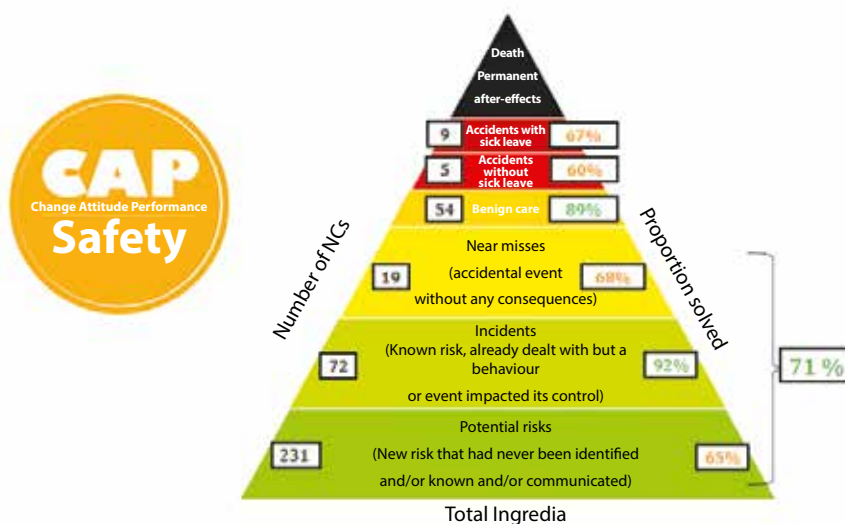 Death
Permanent
after-effects
9 Accidents with 67%
sick leave
5 Accidents 60%
without
sick leave
54 Benign care 89%
CAP
Change Attitude Performance
Safety
Number of NCs
Proportion solved
Near misses
19 (accidental event 68%
without any consequences)
Incidents
72 (Known risk, already dealt with but a 92%
behaviour
or event impacted its control)
71 %
Potential risks
231 (New risk that had never been identified 65%
and/or known and/or communicated)
Total Ingredia